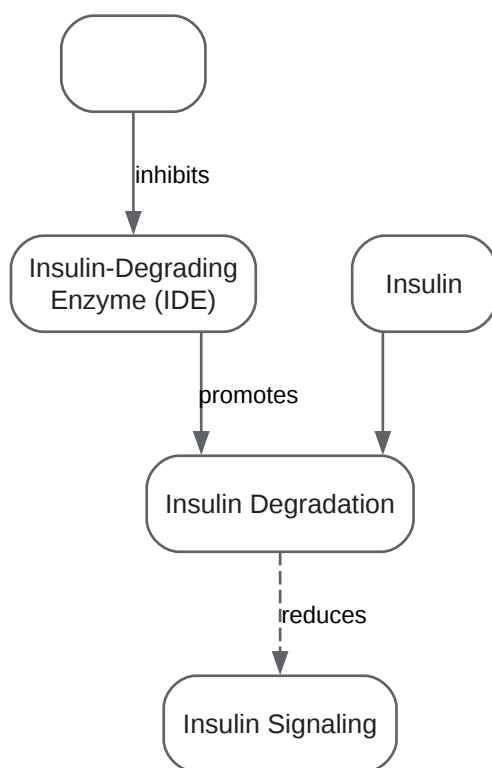 inhibits
Insulin-Degrading
Enzyme (IDE)
Insulin
promotes
Insulin Degradation
reduces
Insulin Signaling